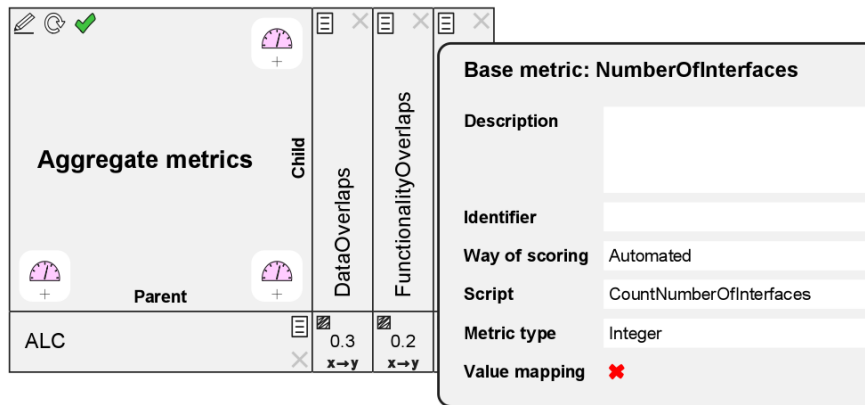 Aggregate metrics
Child
Parent
+
+
+
DataOverlaps
FunctionalityOverlaps
ALC
0.3
x→y
0.2
x→y
Base metric: NumberOfInterfaces
Description
Identifier
Way of scoring Automated
Script CountNumberOfInterfaces
Metric type Integer
Value mapping